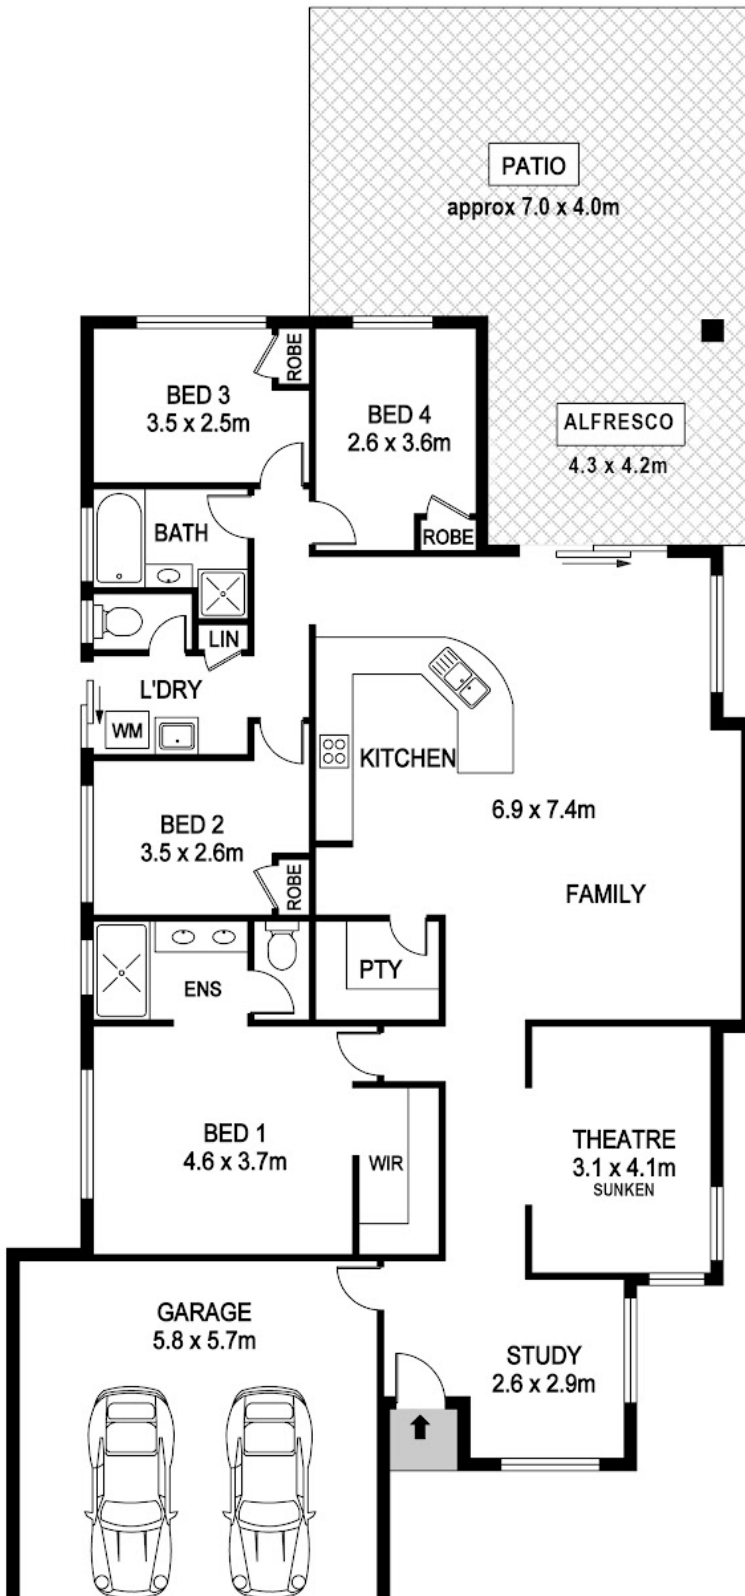 PATIO
approx 7.0 x 4.0m
BED 3
3.5 x 2.5m
ROBE
BED 4
2.6 x 3.6m
ROBE
ALFRESCO
4.3 x 4.2m
BATH
LIN
L'DRY
WM
KITCHEN
6.9 x 7.4m
FAMILY
BED 2
3.5 x 2.6m
ROBE
PTY
ENS
BED 1
4.6 x 3.7m
WIR
THEATRE
3.1 x 4.1m
SUNKEN
GARAGE
5.8 x 5.7m
STUDY
2.6 x 2.9m